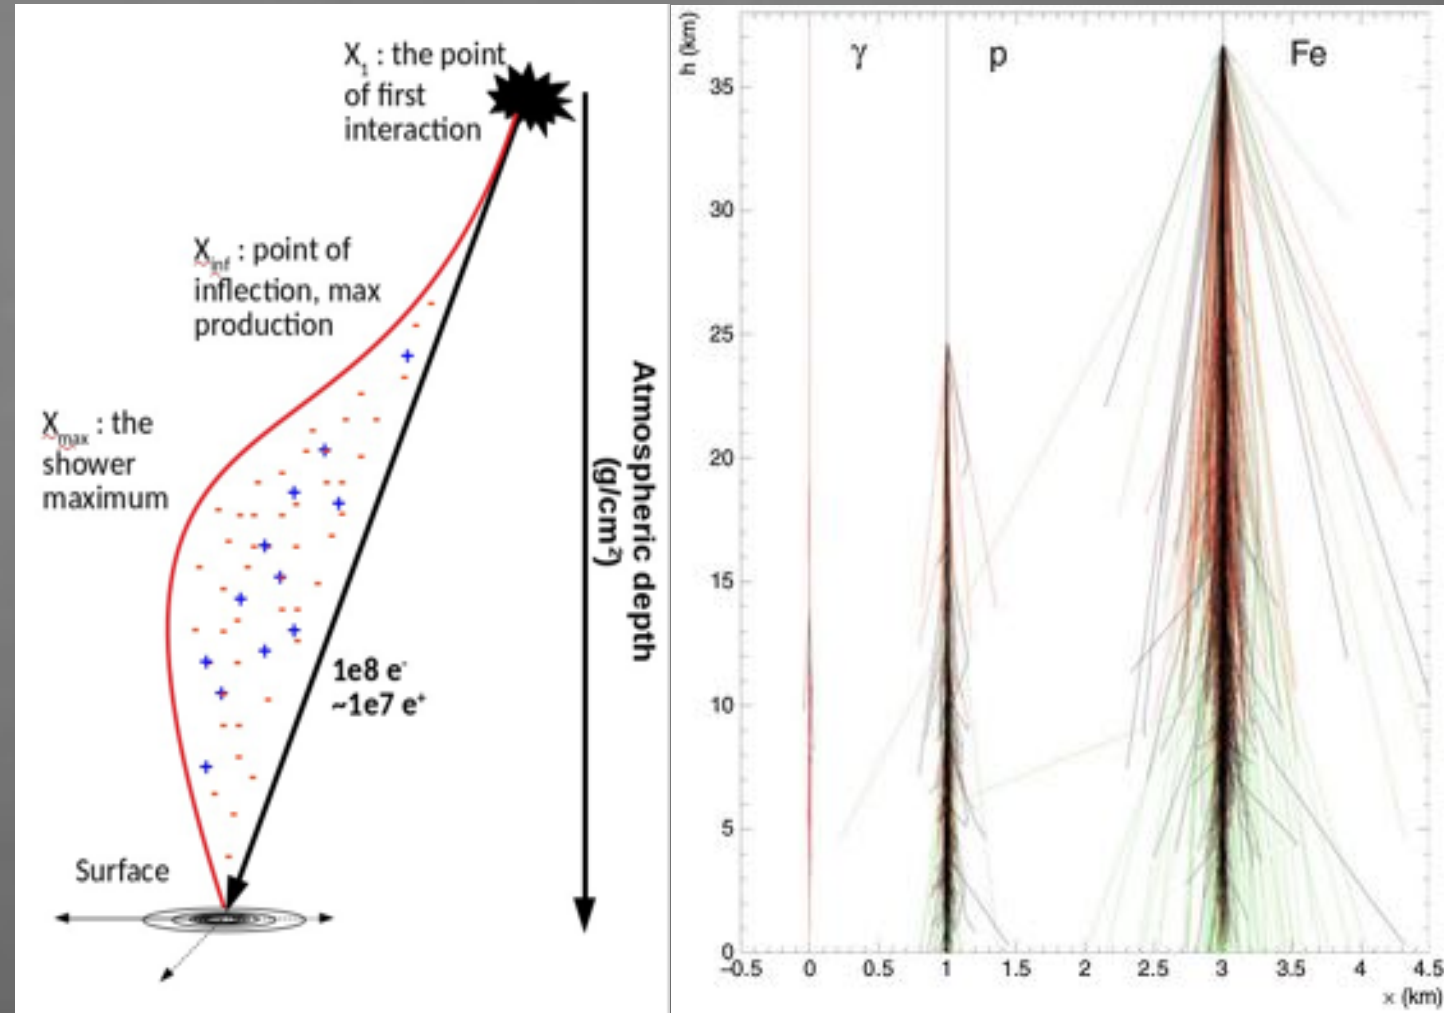 X₁ : the point
of first
interaction
X_inf : point of
inflection, max
production
X_max : the
shower
maximum
Atmospheric depth
(g/cm²)
1e8 e⁻
~1e7 e⁺
Surface
h (km)
γ
p
Fe
35
30
25
20
15
10
5
0
-0.5 0 0.5 1 1.5 2 2.5 3 3.5 4 4.5
x (km)